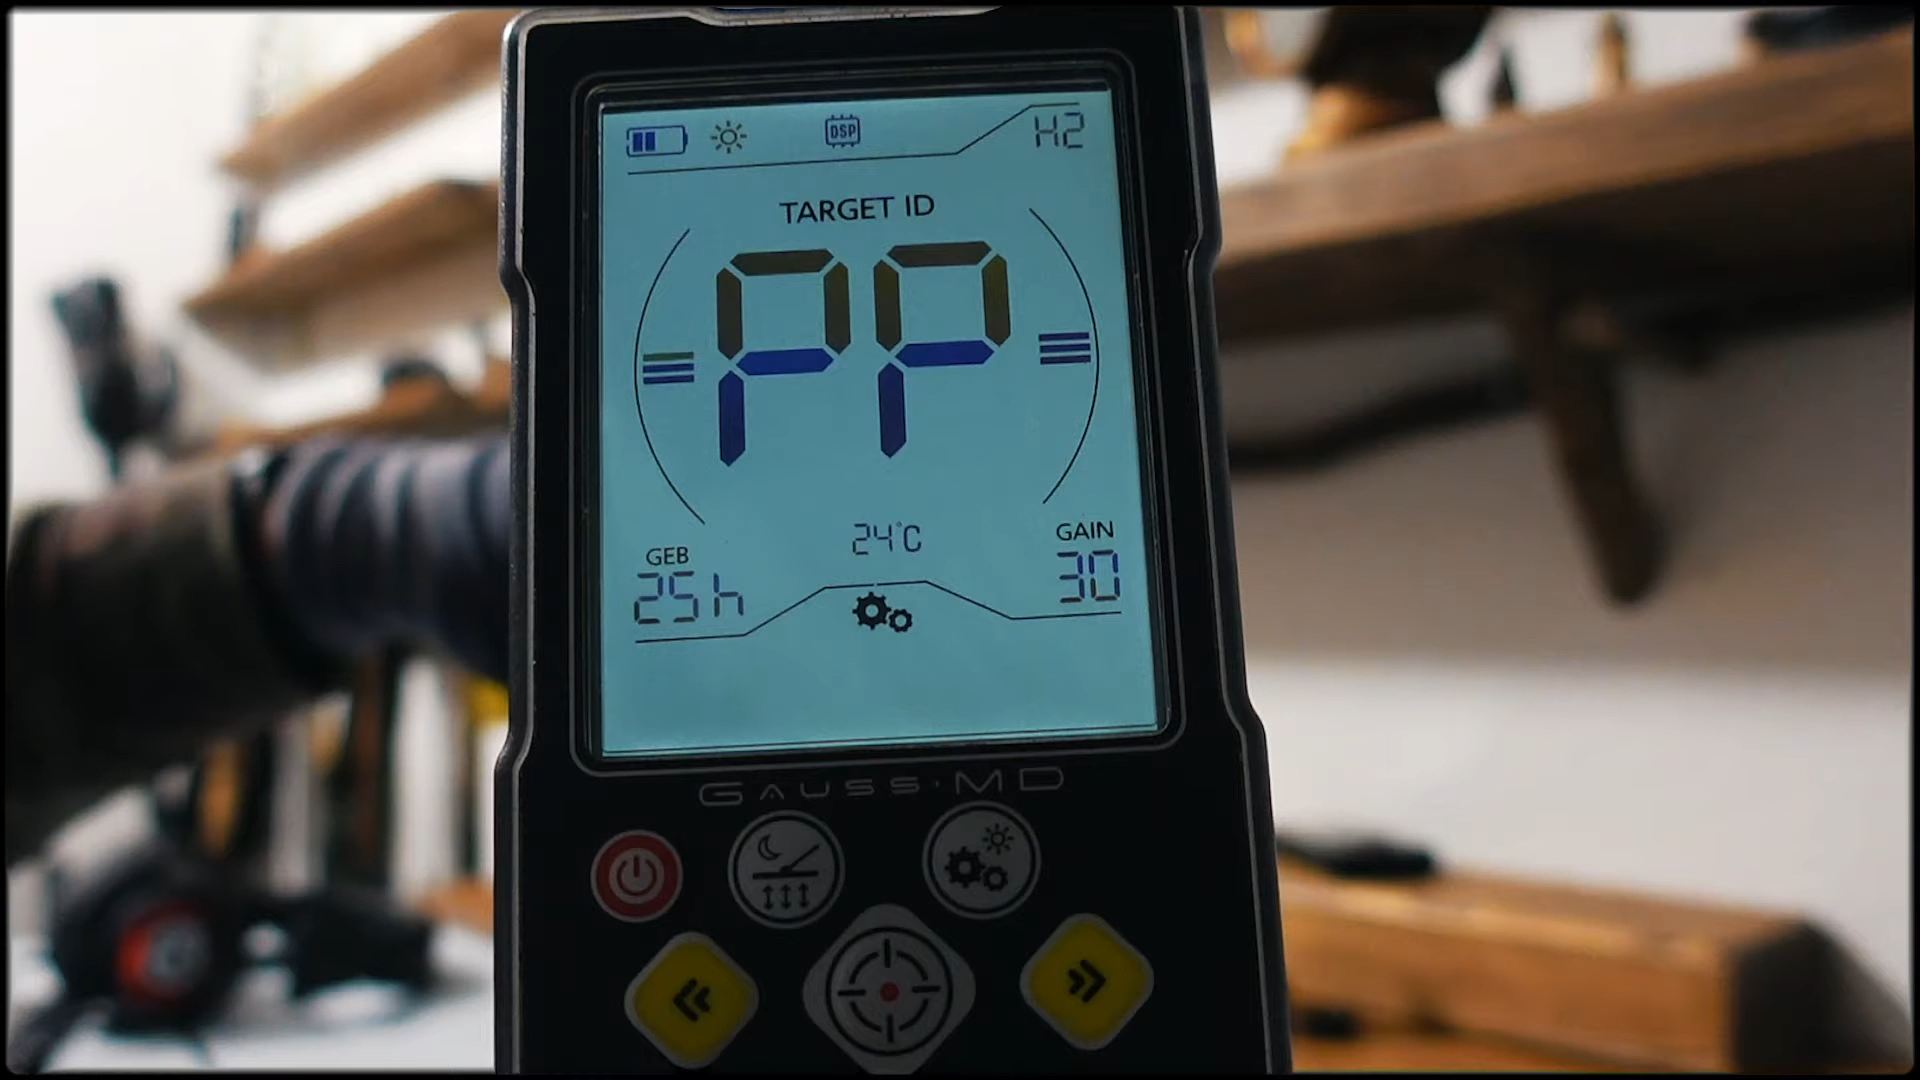 DSP
H2
TARGET ID
PP
24°C
GEB
25h
GAIN
30
GAUSS·MD